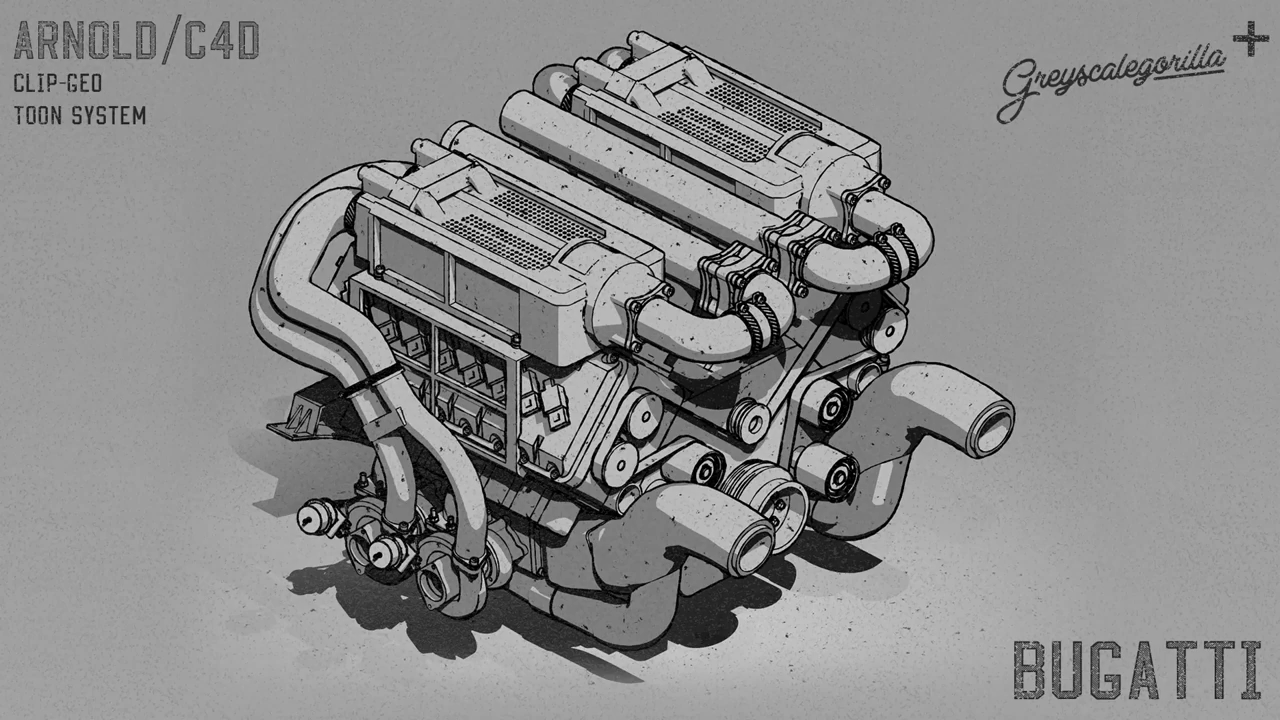 ARNOLD/C4D
CLIP-GEO
TOON SYSTEM
Greyscalegorilla+
BUGATTI